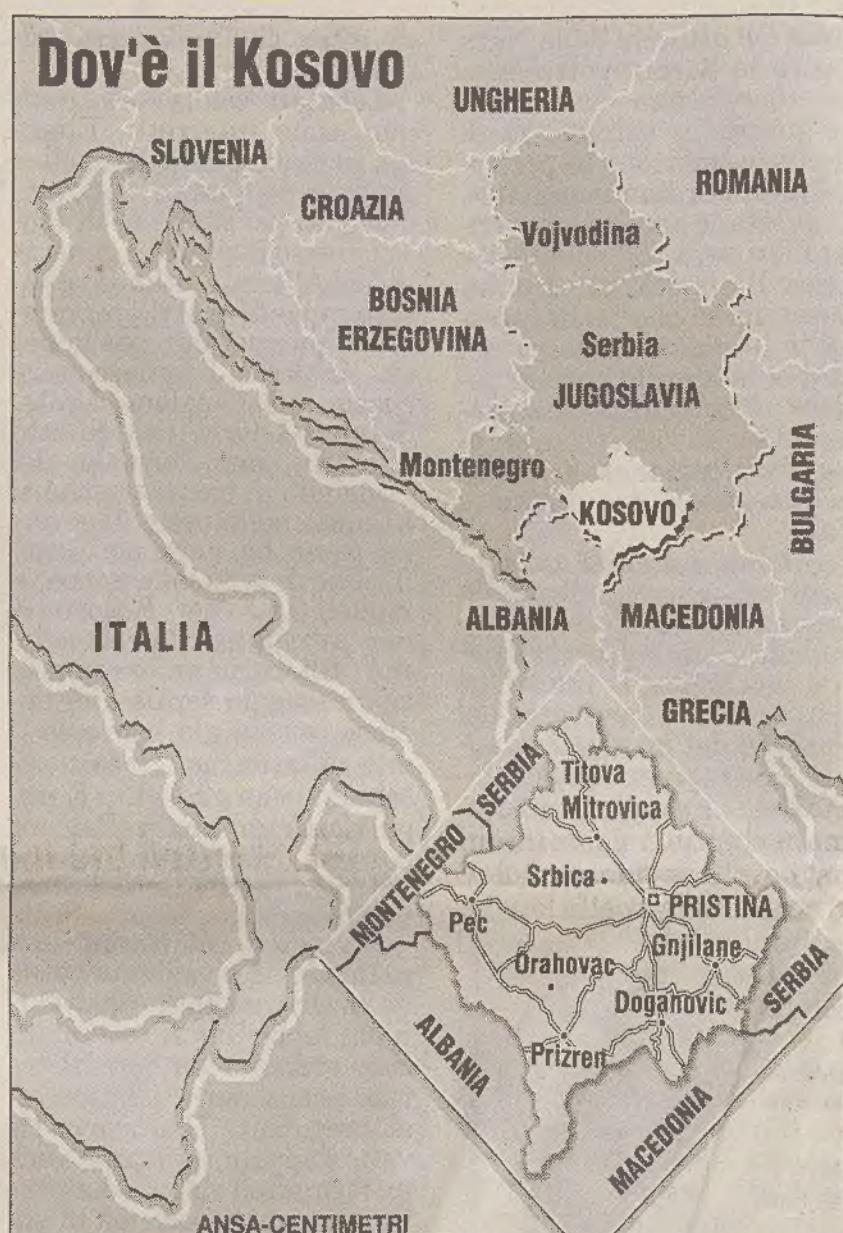 Dov'è il Kosovo
UNGHERIA
SLOVENIA
ROMANIA
CROAZIA
Vojvodina
BOSNIA
ERZEGOVINA
Serbia
JUGOSLAVIA
Montenegro
BULGARIA
KOSOVO
ITALIA
ALBANIA
MACEDONIA
GRECIA
SERBIA
Titova
Mitrovica
MONTENEGRO
Srbica
Pec
PRISTINA
Gnjilane
Orahovac
SERBIA
Doganovic
ALBANIA
Prizren
MACEDONIA
ANSA-CENTIMETRI